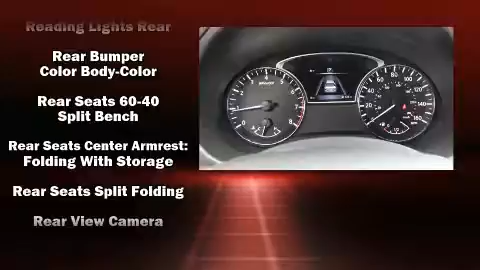 Reading Lights Rear
Rear Bumper
Color Body-Color
Rear Seats 60-40
Split Bench
Rear Seats Center Armrest:
Folding With Storage
Rear Seats Split Folding
Rear View Camera